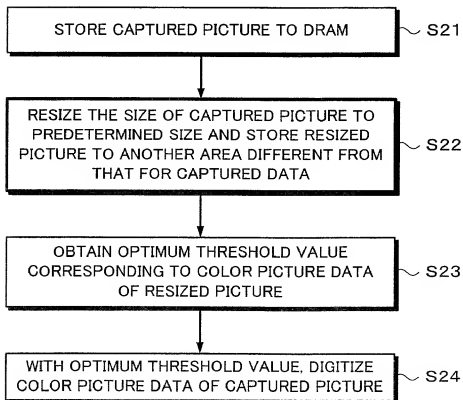 STORE CAPTURED PICTURE TO DRAM
S21
RESIZE THE SIZE OF CAPTURED PICTURE TO
PREDETERMINED SIZE AND STORE RESIZED
PICTURE TO ANOTHER AREA DIFFERENT FROM
THAT FOR CAPTURED DATA
S22
OBTAIN OPTIMUM THRESHOLD VALUE
CORRESPONDING TO COLOR PICTURE DATA
OF RESIZED PICTURE
S23
WITH OPTIMUM THRESHOLD VALUE, DIGITIZE
COLOR PICTURE DATA OF CAPTURED PICTURE
S24